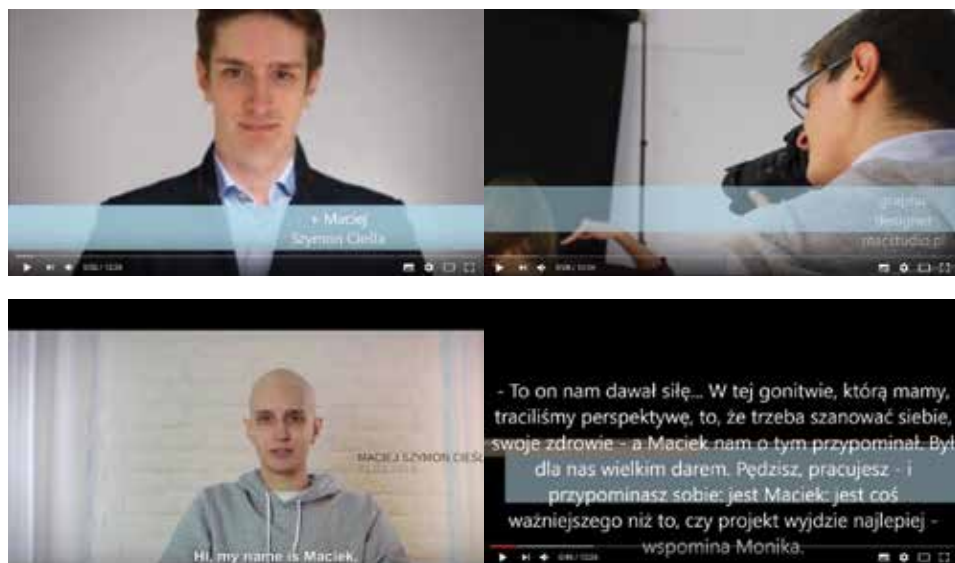 + Maciej
Szymon Cieśla
graphic
designer
macstudio.pl
MACIEJ SZYMON CIEŚL
Hi, my name is Maciek.
- To on nam dawał siłę... W tej gonitwie, którą mamy,
traciliśmy perspektywę, to, że trzeba szanować siebie,
swoje zdrowie – a Maciek nam o tym przypominał. Był
dla nas wielkim darem. Pędzisz, pracujesz - i
przypominasz sobie: jest Maciek: jest coś
ważniejszego niż to, czy projekt wyjdzie najlepiej -
wspomina Monika.